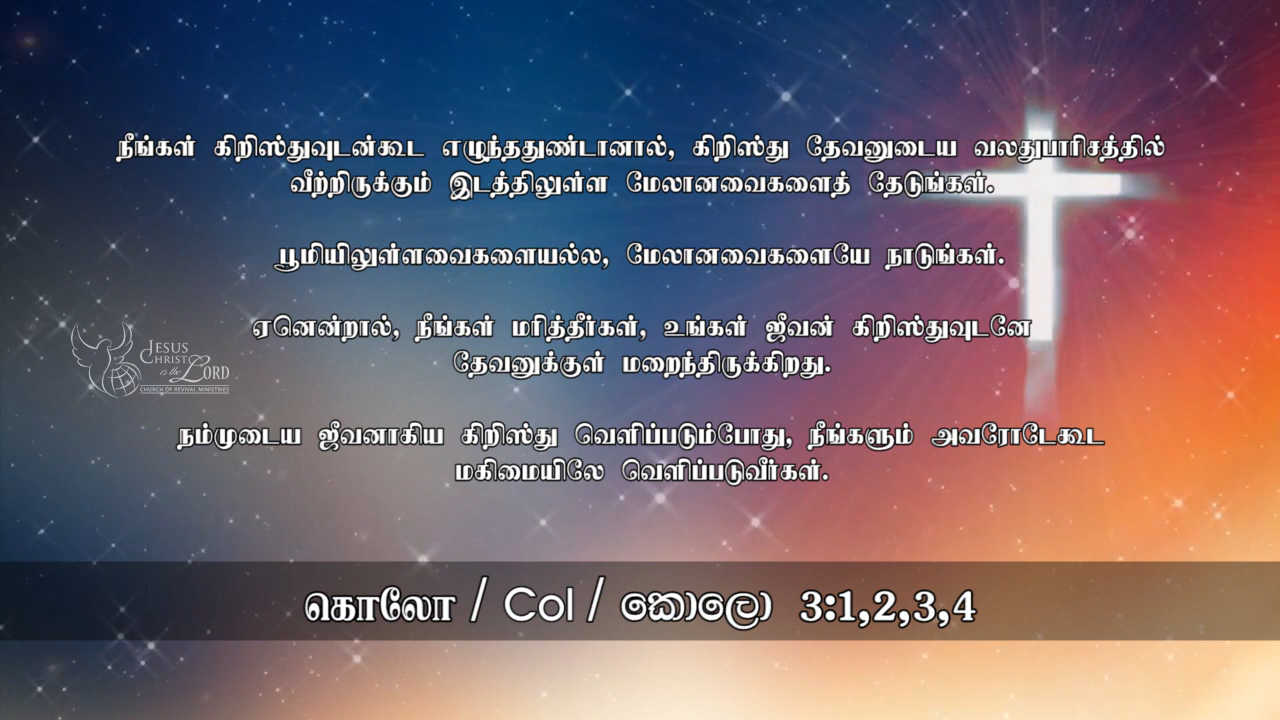 நீங்கள் கிறிஸ்துவுடன்கூட எழுந்ததுண்டானால், கிறிஸ்து தேவனுடைய வலதுபாரிசத்தில்
வீற்றிருக்கும் இடத்திலுள்ள மேலானவைகளைத் தேடுங்கள்.
பூமியிலுள்ளவைகளையல்ல, மேலானவைகளையே நாடுங்கள்.
ஏனென்றால், நீங்கள் மரித்தீர்கள், உங்கள் ஜீவன் கிறிஸ்துவுடனே
தேவனுக்குள் மறைந்திருக்கிறது.
JESUS
CHRIST
is the LORD
CHURCH OF REVIVAL MINISTRIES
நம்முடைய ஜீவனாகிய கிறிஸ்து வெளிப்படும்போது, நீங்களும் அவரோடேகூட
மகிமையிலே வெளிப்படுவீர்கள்.
கொலோ / Col / කොලො 3:1,2,3,4